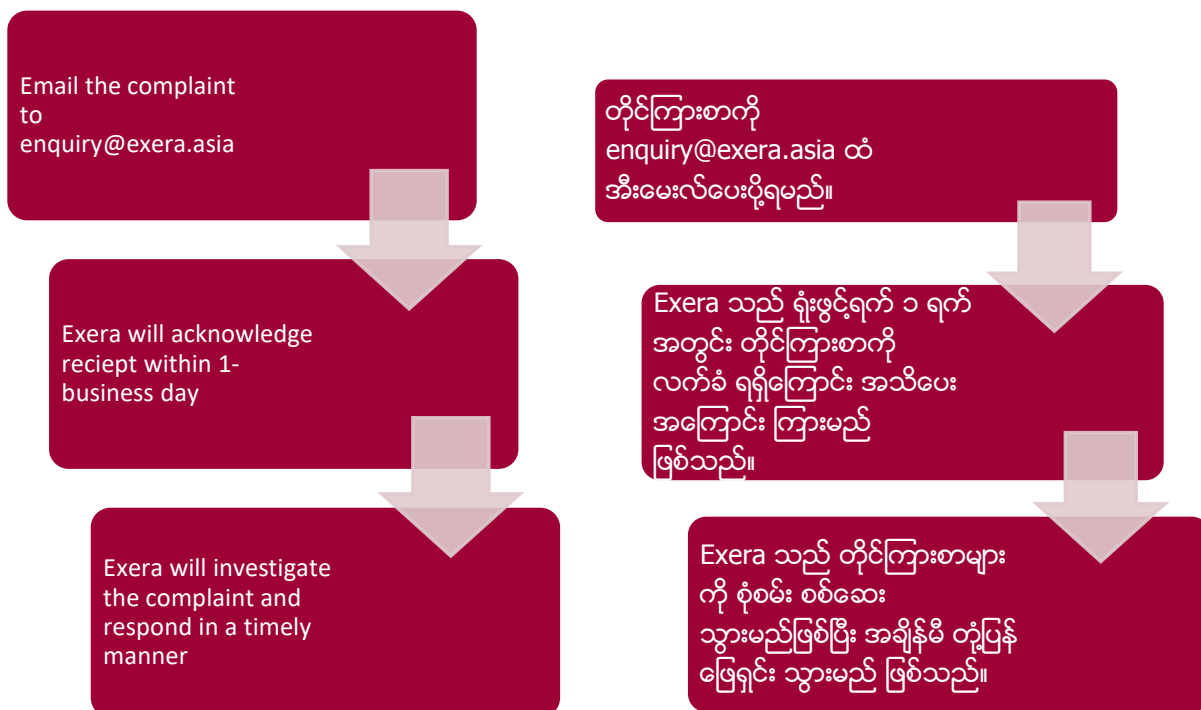 Email the complaint
to
enquiry@exera.asia
Exera will acknowledge
reciept within 1-
business day
Exera will investigate
the complaint and
respond in a timely
manner
တိုင်ကြားစာကို
enquiry@exera.asia ထံ
အီးမေးလ်ပေးပို့ရမည်။
Exera သည် ရုံးဖွင့်ရက် ၁ ရက်
အတွင်း တိုင်ကြားစာကို
လက်ခံ ရရှိကြောင်း အသိပေး
အကြောင်း ကြားမည်
ဖြစ်သည်။
Exera သည် တိုင်ကြားစာများ
ကို စုံစမ်း စစ်ဆေး
သွားမည်ဖြစ်ပြီး အချိန်မီ တုံ့ပြန်
ဖြေရှင်း သွားမည် ဖြစ်သည်။